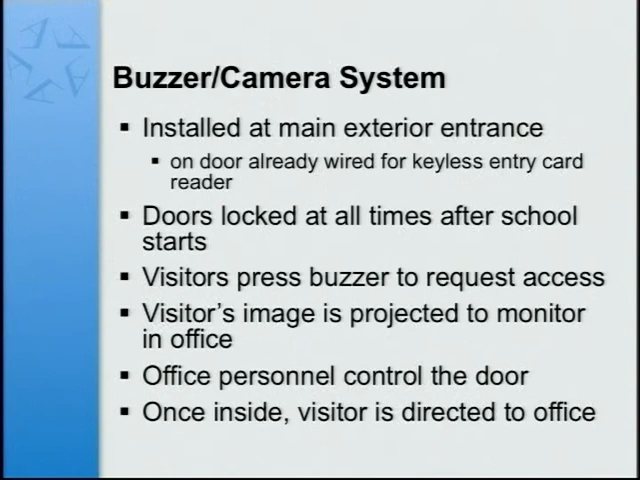 Buzzer/Camera System
▪ Installed at main exterior entrance
▪ on door already wired for keyless entry card
reader
▪ Doors locked at all times after school
starts
▪ Visitors press buzzer to request access
▪ Visitor's image is projected to monitor
in office
▪ Office personnel control the door
▪ Once inside, visitor is directed to office